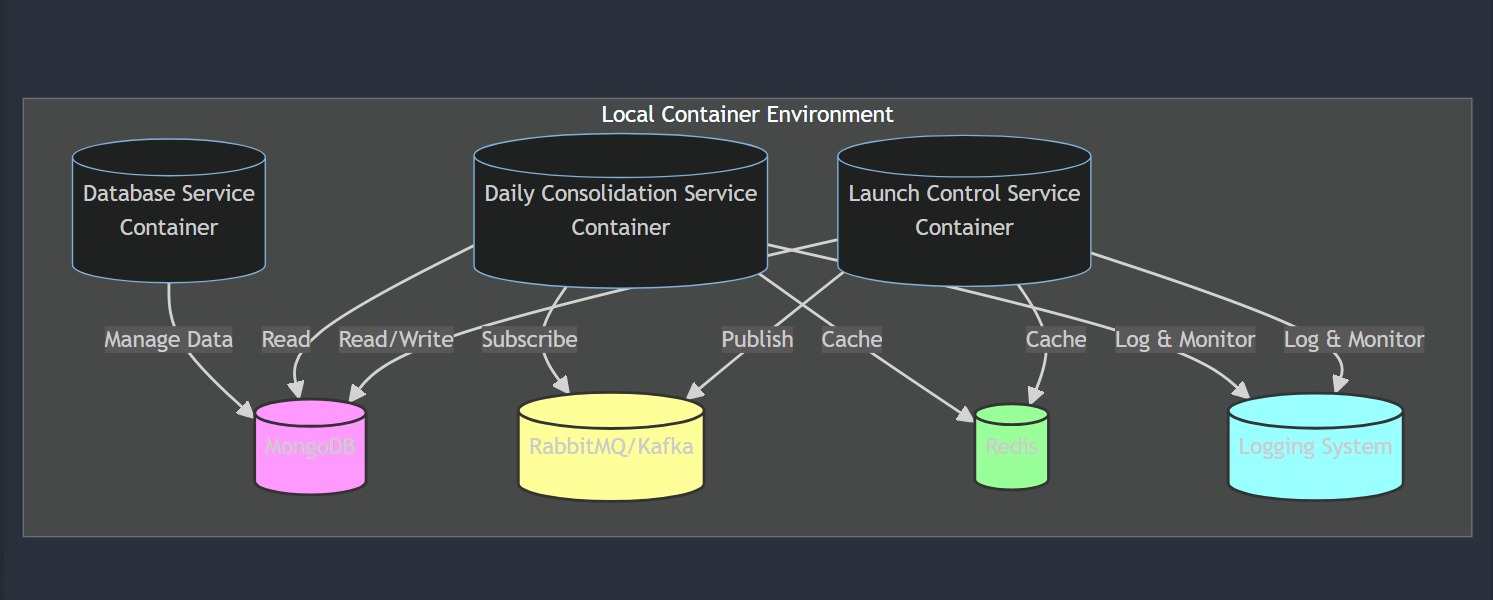 Local Container Environment
Database Service
Container
Daily Consolidation Service
Container
Launch Control Service
Container
Manage Data
Read
Read/Write
Subscribe
Publish
Cache
Cache
Log & Monitor
Log & Monitor
MongoDB
RabbitMQ/Kafka
Redis
Logging System